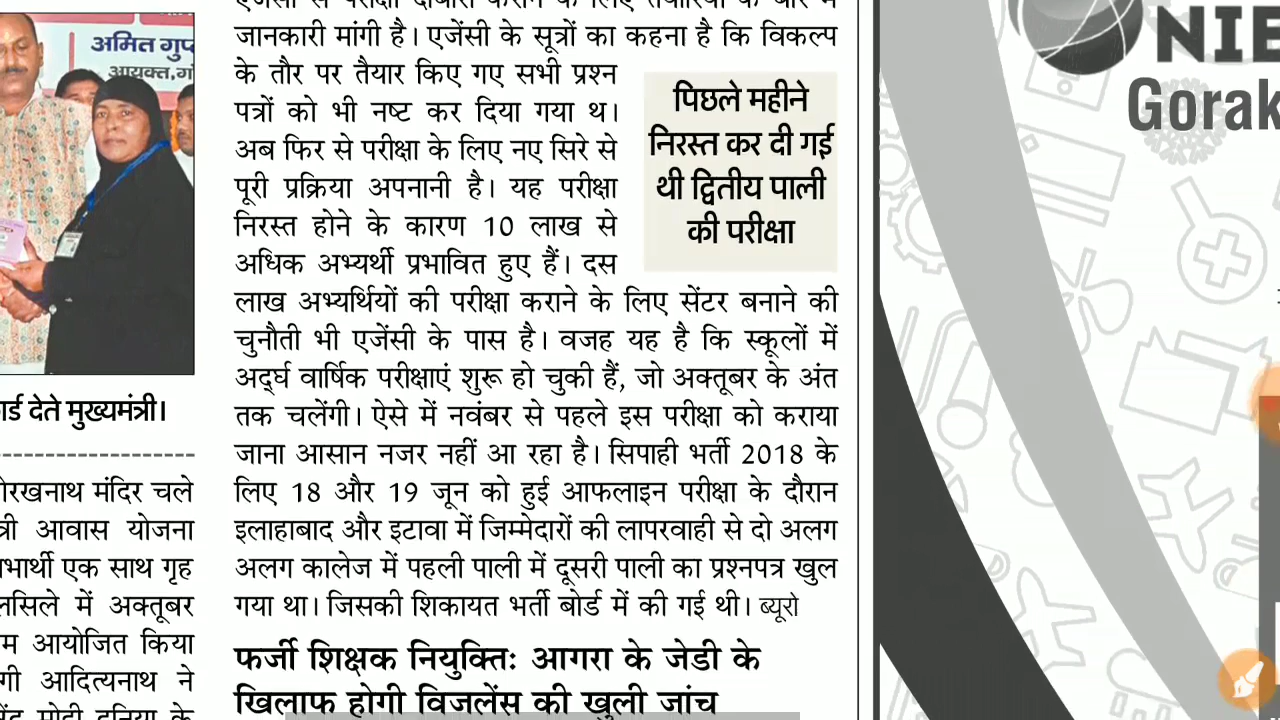 अमित गुप्
आयुक्त, गो
र्ड देते मुख्यमंत्री।
ोरखनाथ मंदिर चले
त्री आवास योजना
भार्थी एक साथ गृह
लसिले में अक्तूबर
म आयोजित किया
गी आदित्यनाथ ने
जानकारी मांगी है। एजेंसी के सूत्रों का कहना है कि विकल्प
के तौर पर तैयार किए गए सभी प्रश्न
पत्रों को भी नष्ट कर दिया गया थ।
अब फिर से परीक्षा के लिए नए सिरे से
पूरी प्रक्रिया अपनानी है। यह परीक्षा
निरस्त होने के कारण 10 लाख से
अधिक अभ्यर्थी प्रभावित हुए हैं। दस
लाख अभ्यर्थियों की परीक्षा कराने के लिए सेंटर बनाने की
चुनौती भी एजेंसी के पास है। वजह यह है कि स्कूलों में
अर्द्घ वार्षिक परीक्षाएं शुरू हो चुकी हैं, जो अक्तूबर के अंत
तक चलेंगी। ऐसे में नवंबर से पहले इस परीक्षा को कराया
जाना आसान नजर नहीं आ रहा है। सिपाही भर्ती 2018 के
लिए 18 और 19 जून को हुई आफलाइन परीक्षा के दौरान
इलाहाबाद और इटावा में जिम्मेदारों की लापरवाही से दो अलग
अलग कालेज में पहली पाली में दूसरी पाली का प्रश्नपत्र खुल
गया था। जिसकी शिकायत भर्ती बोर्ड में की गई थी। ब्यूरो
पिछले महीने
निरस्त कर दी गई
थी द्वितीय पाली
की परीक्षा
फर्जी शिक्षक नियुक्तिः आगरा के जेडी के
खिलाफ होगी विजलेंस की खुली जांच
NIE
Gorak